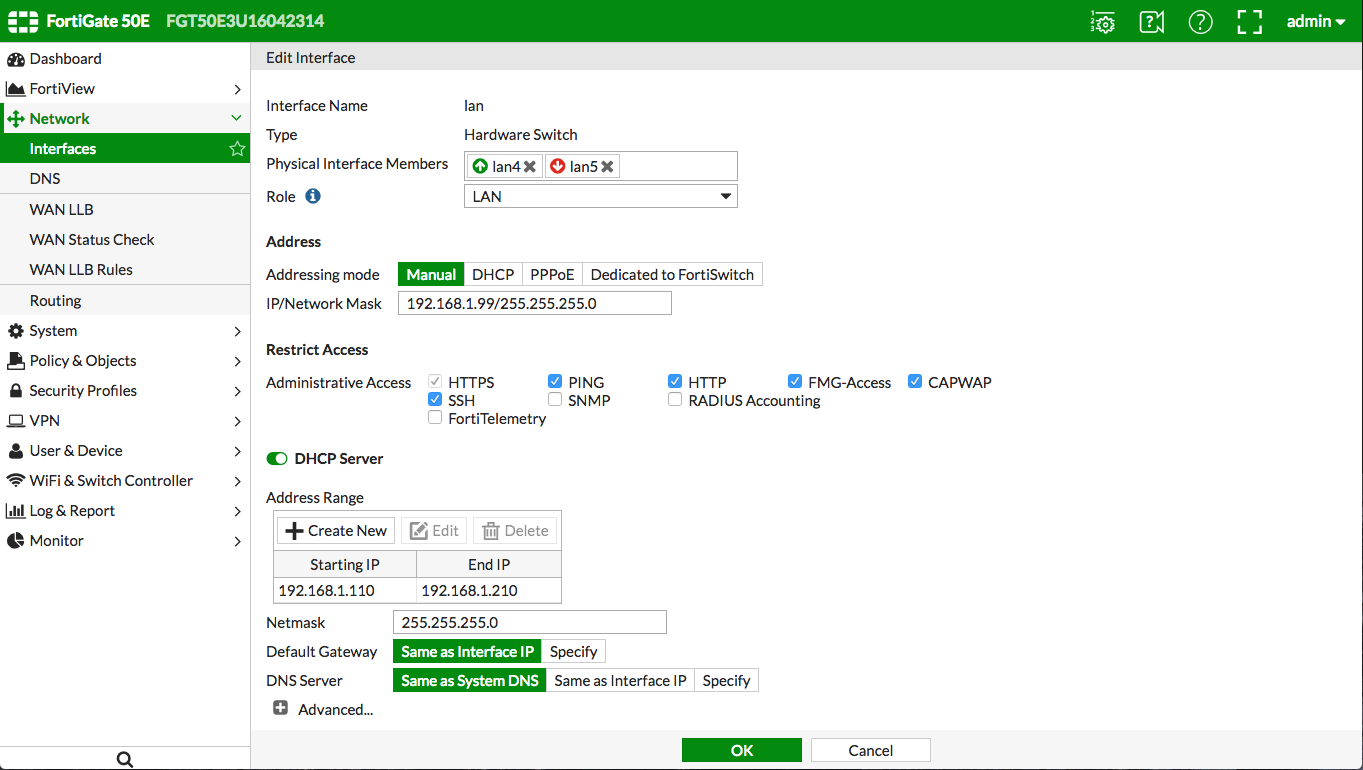 FortiGate 50E FGT50E3U16042314 admin
Dashboard
FortiView
Network
Interfaces
DNS
WAN LLB
WAN Status Check
WAN LLB Rules
Routing
System
Policy & Objects
Security Profiles
VPN
User & Device
WiFi & Switch Controller
Log & Report
Monitor
Edit Interface
Interface Name lan
Type Hardware Switch
Physical Interface Members lan4 lan5
Role LAN
Address
Addressing mode Manual DHCP PPPoE Dedicated to FortiSwitch
IP/Network Mask 192.168.1.99/255.255.255.0
Restrict Access
Administrative Access HTTPS PING HTTP FMG-Access CAPWAP
SSH SNMP RADIUS Accounting
FortiTelemetry
DHCP Server
Address Range
Create New Edit Delete
Starting IP End IP
192.168.1.110 192.168.1.210
Netmask 255.255.255.0
Default Gateway Same as Interface IP Specify
DNS Server Same as System DNS Same as Interface IP Specify
Advanced...
OK Cancel